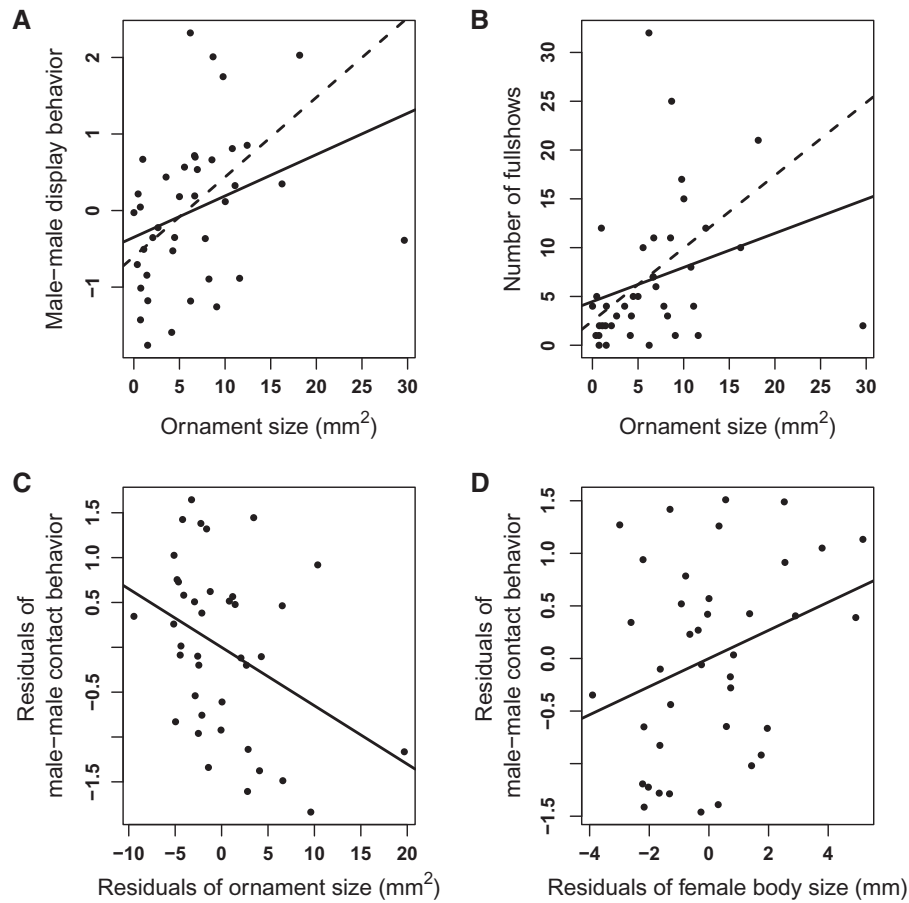 A
Male−male display behavior
2
1
0
−1
0 5 10 15 20 25 30
Ornament size (mm²)
B
Number of fullshows
30
25
20
15
10
5
0
0 5 10 15 20 25 30
Ornament size (mm²)
C
Residuals of
male−male contact behavior
1.5
1.0
0.5
−0.5
−1.5
−10 −5 0 5 10 15 20
Residuals of ornament size (mm²)
D
Residuals of
male−male contact behavior
1.5
1.0
0.5
0.0
−0.5
−1.5
−4 −2 0 2 4
Residuals of female body size (mm)